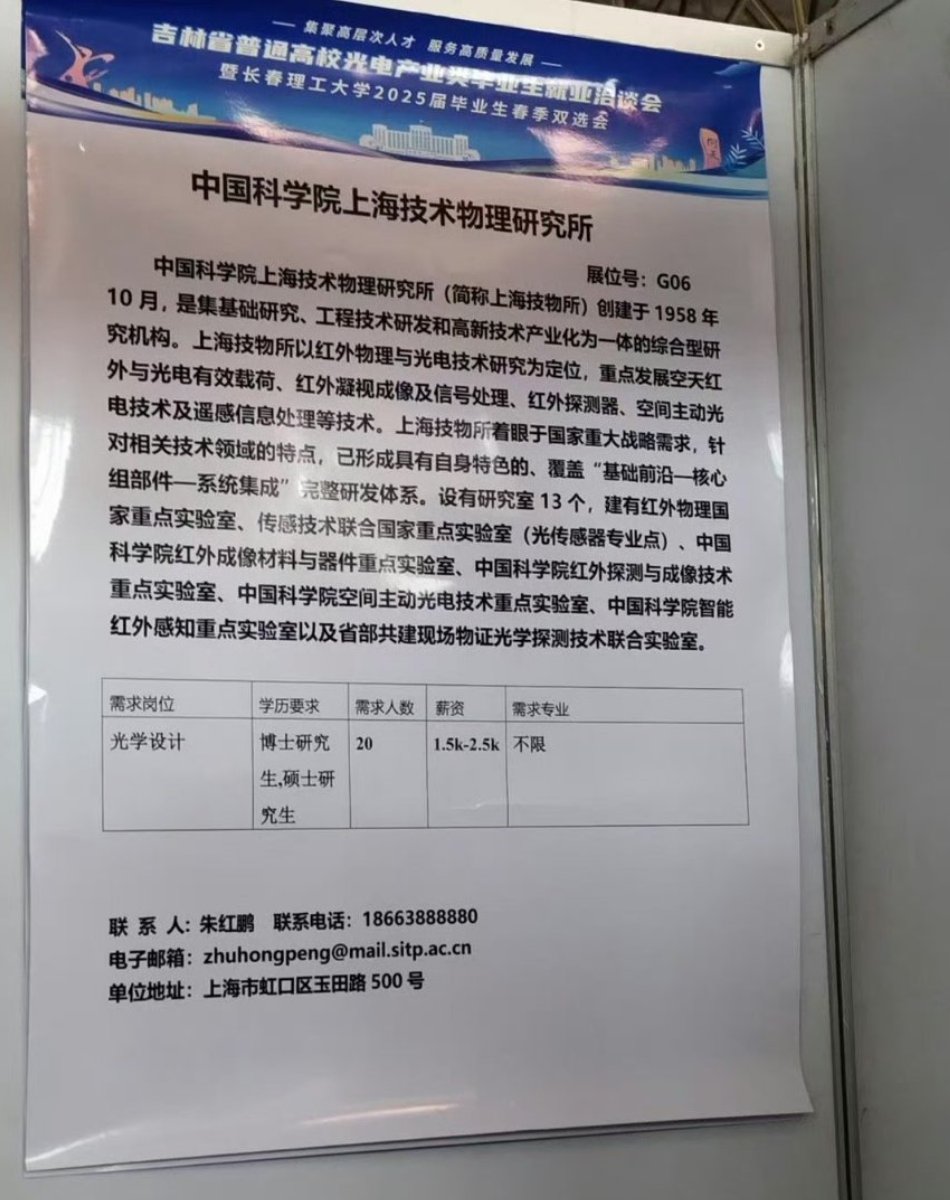 集聚高层次人才 服务高质量发展
吉林省普通高校光电产业类毕业生就业洽谈会
暨长春理工大学2025届毕业生春季双选会
中国科学院上海技术物理研究所
展位号：G06
中国科学院上海技术物理研究所（简称上海技物所）创建于 1958 年
10 月，是集基础研究、工程技术研发和高新技术产业化为一体的综合型研
究机构。上海技物所以红外物理与光电技术研究为定位，重点发展空天红
外与光电有效载荷、红外凝视成像及信号处理、红外探测器、空间主动光
电技术及遥感信息处理等技术。上海技物所着眼于国家重大战略需求，针
对相关技术领域的特点，已形成具有自身特色的、覆盖“基础前沿—核心
组部件—系统集成”完整研发体系。设有研究室 13 个，建有红外物理国
家重点实验室、传感技术联合国家重点实验室（光传感器专业点）、中国
科学院红外成像材料与器件重点实验室、中国科学院红外探测与成像技术
重点实验室、中国科学院空间主动光电技术重点实验室、中国科学院智能
红外感知重点实验室以及省部共建现场物证光学探测技术联合实验室。
需求岗位 学历要求 需求人数 薪资 需求专业
光学设计 博士研究 20 1.5k-2.5k 不限
生,硕士研
究生
联 系 人：朱红鹏 联系电话：18663888880
电子邮箱：zhuhongpeng@mail.sitp.ac.cn
单位地址：上海市虹口区玉田路 500 号